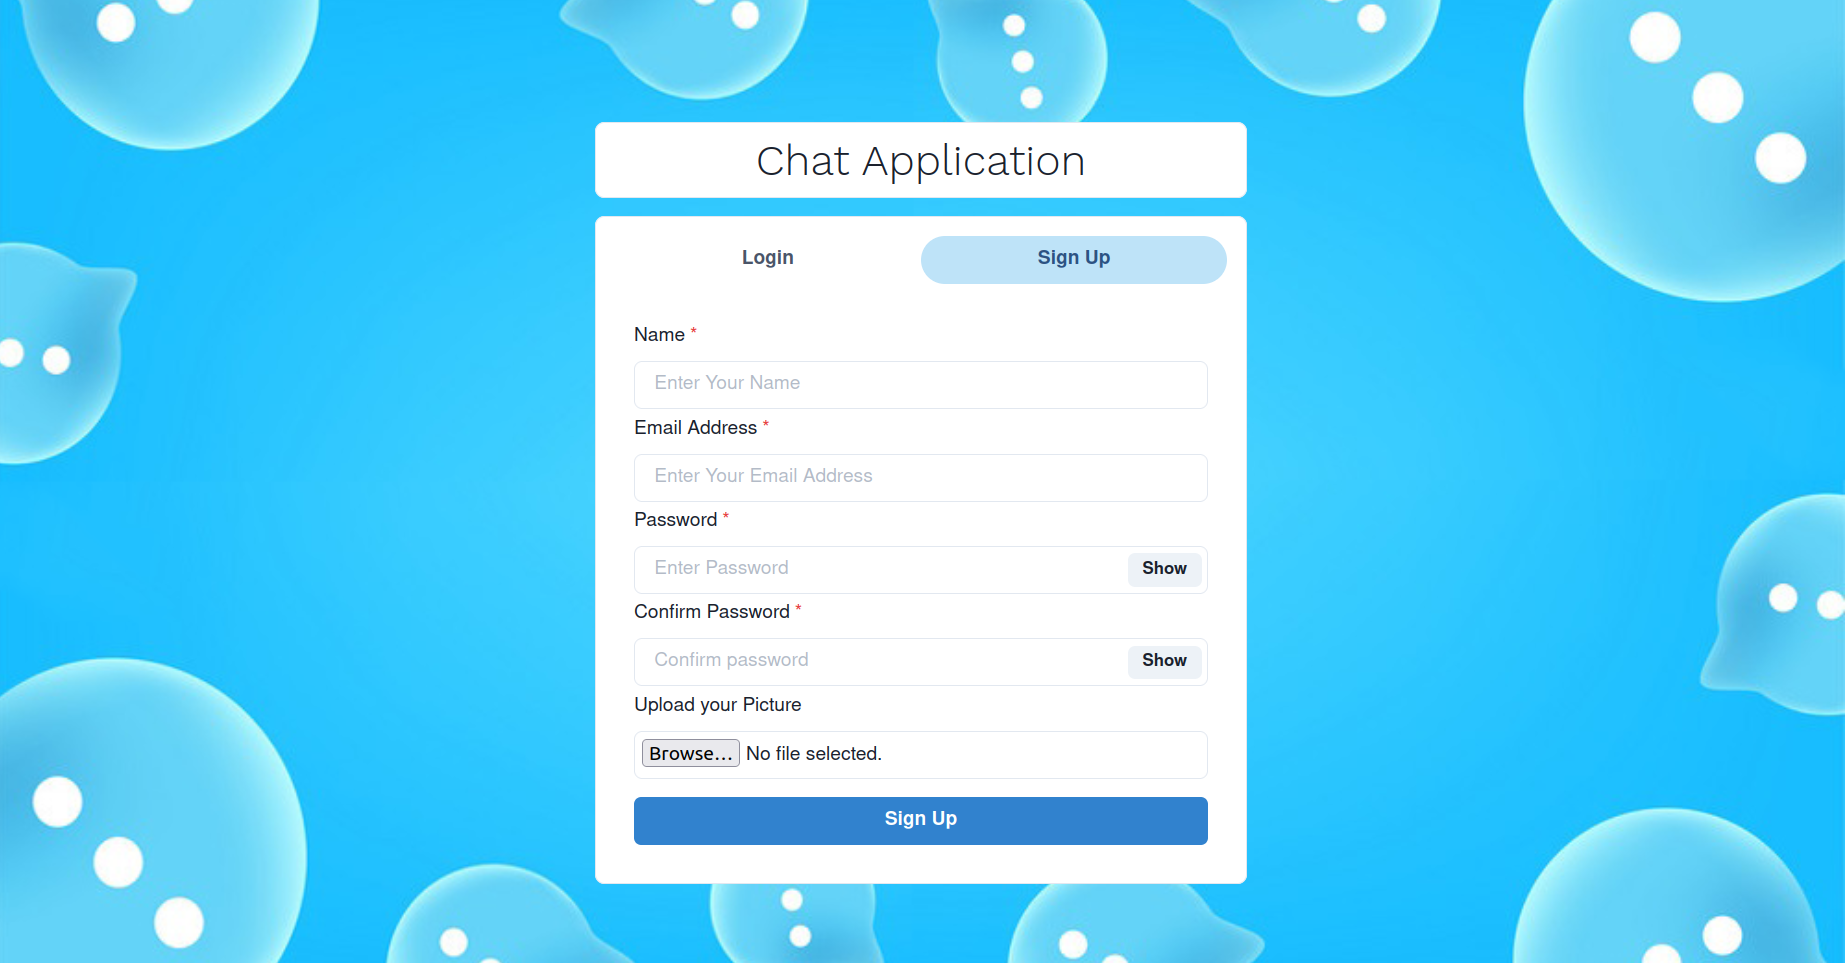 Chat Application
Login Sign Up
Name *
Enter Your Name
Email Address *
Enter Your Email Address
Password *
Enter Password Show
Confirm Password *
Confirm password Show
Upload your Picture
Browse... No file selected.
Sign Up